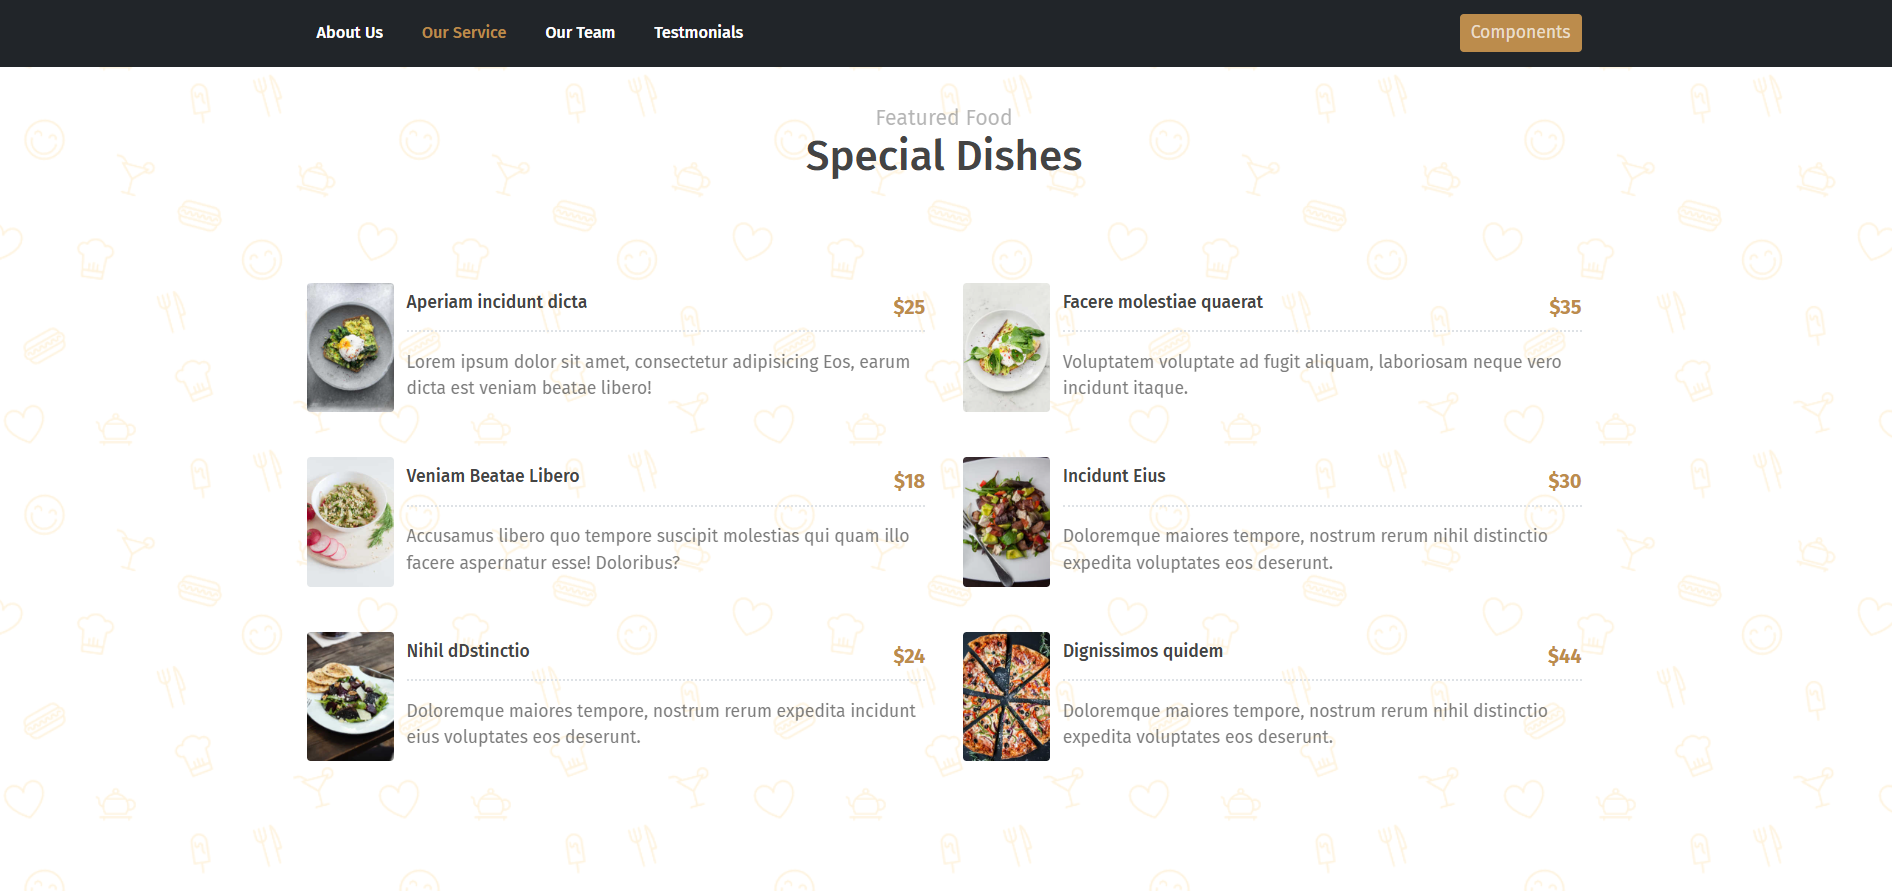 About Us
Our Service
Our Team
Testmonials
Components
Featured Food
Special Dishes
Aperiam incidunt dicta
$25
Lorem ipsum dolor sit amet, consectetur adipisicing Eos, earum
dicta est veniam beatae libero!
Facere molestiae quaerat
$35
Voluptatem voluptate ad fugit aliquam, laboriosam neque vero
incidunt itaque.
Veniam Beatae Libero
$18
Accusamus libero quo tempore suscipit molestias qui quam illo
facere aspernatur esse! Doloribus?
Incidunt Eius
$30
Doloremque maiores tempore, nostrum rerum nihil distinctio
expedita voluptates eos deserunt.
Nihil dDstinctio
$24
Doloremque maiores tempore, nostrum rerum expedita incidunt
eius voluptates eos deserunt.
Dignissimos quidem
$44
Doloremque maiores tempore, nostrum rerum nihil distinctio
expedita voluptates eos deserunt.